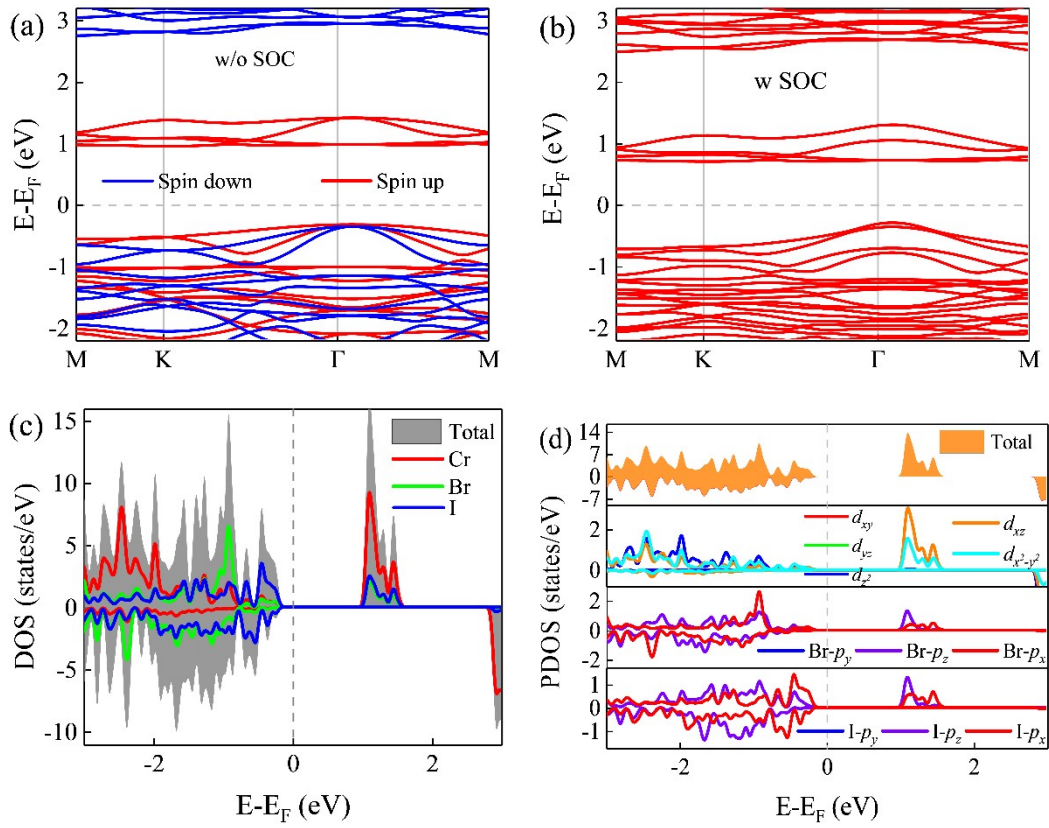 (a)
3
2
1
0
-1
-2
E-E_F (eV)
w/o SOC
Spin down
Spin up
M K Γ M
(b)
3
2
1
0
-1
-2
E-E_F (eV)
w SOC
M K Γ M
(c)
15
10
5
0
-5
-10
DOS (states/eV)
Total
Cr
Br
I
-2 0 2
E-E_F (eV)
(d)
PDOS (states/eV)
14
7
0
-7
Total
2
0
d_xy
d_xz
d_yz
d_x²-y²
d_z²
2
0
-2
Br-p_y Br-p_z Br-p_x
1
0
-1
I-p_y I-p_z I-p_x
-2 0 2
E-E_F (eV)